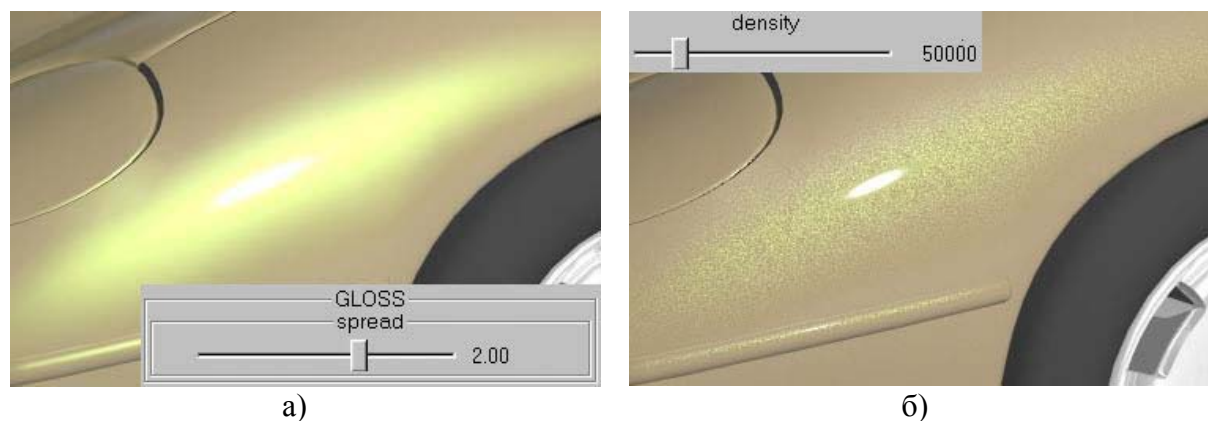 density
50000
GLOSS
spread
2.00
а)
б)